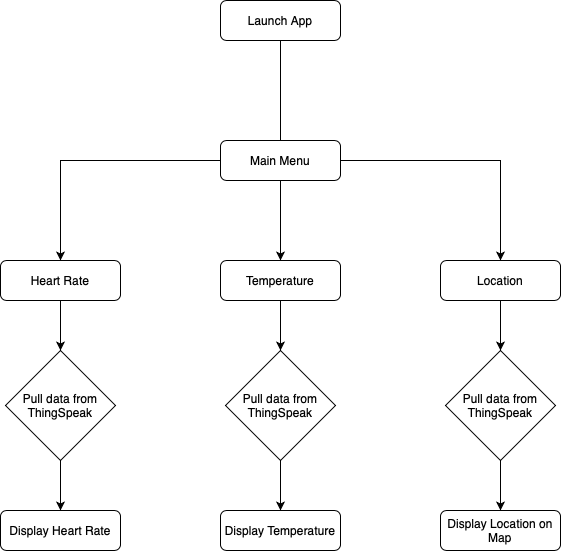 Launch App
Main Menu
Heart Rate
Temperature
Location
Pull data from
ThingSpeak
Pull data from
ThingSpeak
Pull data from
ThingSpeak
Display Heart Rate
Display Temperature
Display Location on
Map